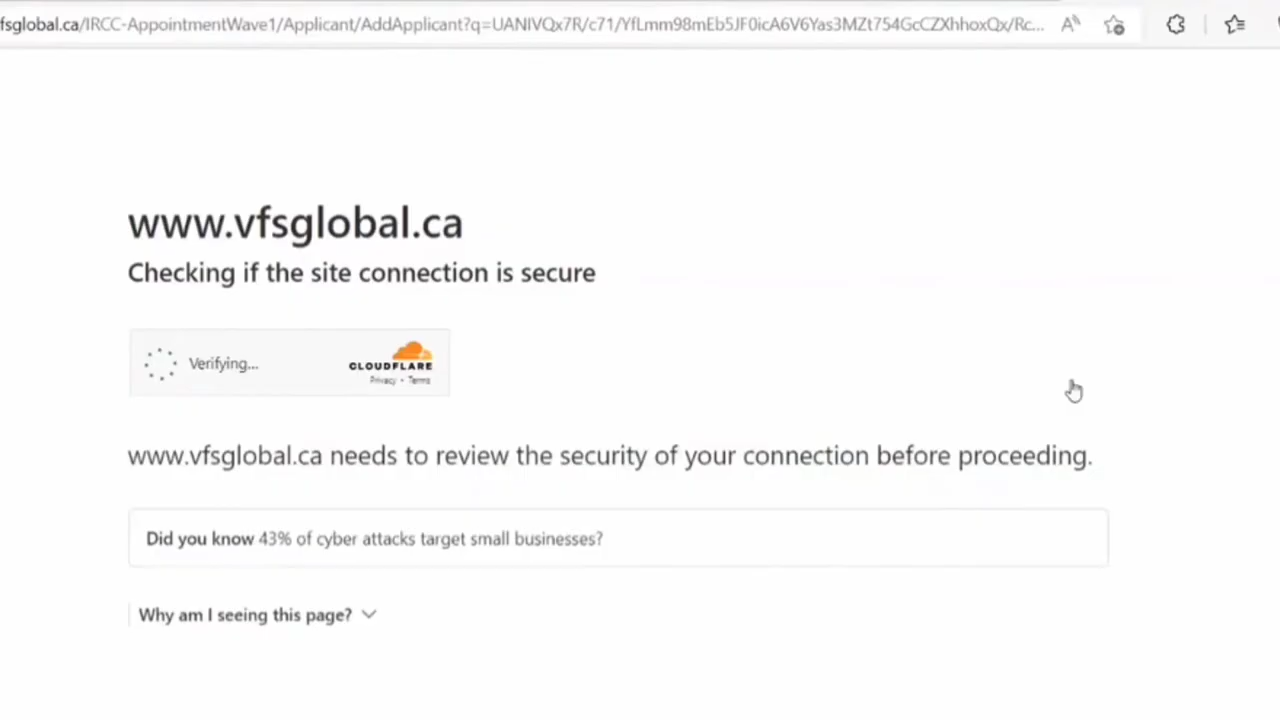 fsglobal.ca/IRCC-AppointmentWave1/Applicant/AddApplicant?q=UANIVQx7R/c71/YfLmm98mEb5JF0icA6V6Yas3MZt754GcCZXhhoxQx/Rc...
www.vfsglobal.ca
Checking if the site connection is secure
Verifying...
CLOUDFLARE
Privacy • Terms
www.vfsglobal.ca needs to review the security of your connection before proceeding.
Did you know 43% of cyber attacks target small businesses?
Why am I seeing this page?